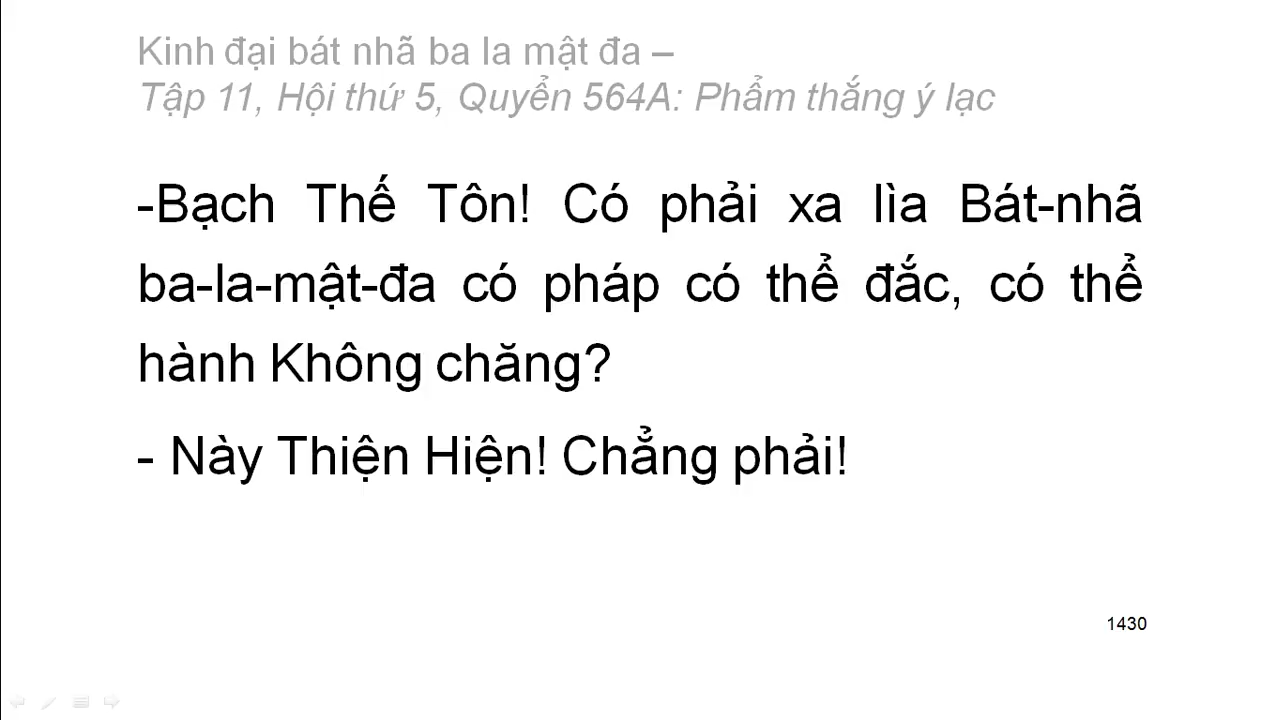 Kinh đại bát nhã ba la mật đa –
Tập 11, Hội thứ 5, Quyển 564A: Phẩm thắng ý lạc
-Bạch Thế Tôn! Có phải xa lìa Bát-nhã
ba-la-mật-đa có pháp có thể đắc, có thể
hành Không chăng?
- Này Thiện Hiện! Chẳng phải!
1430